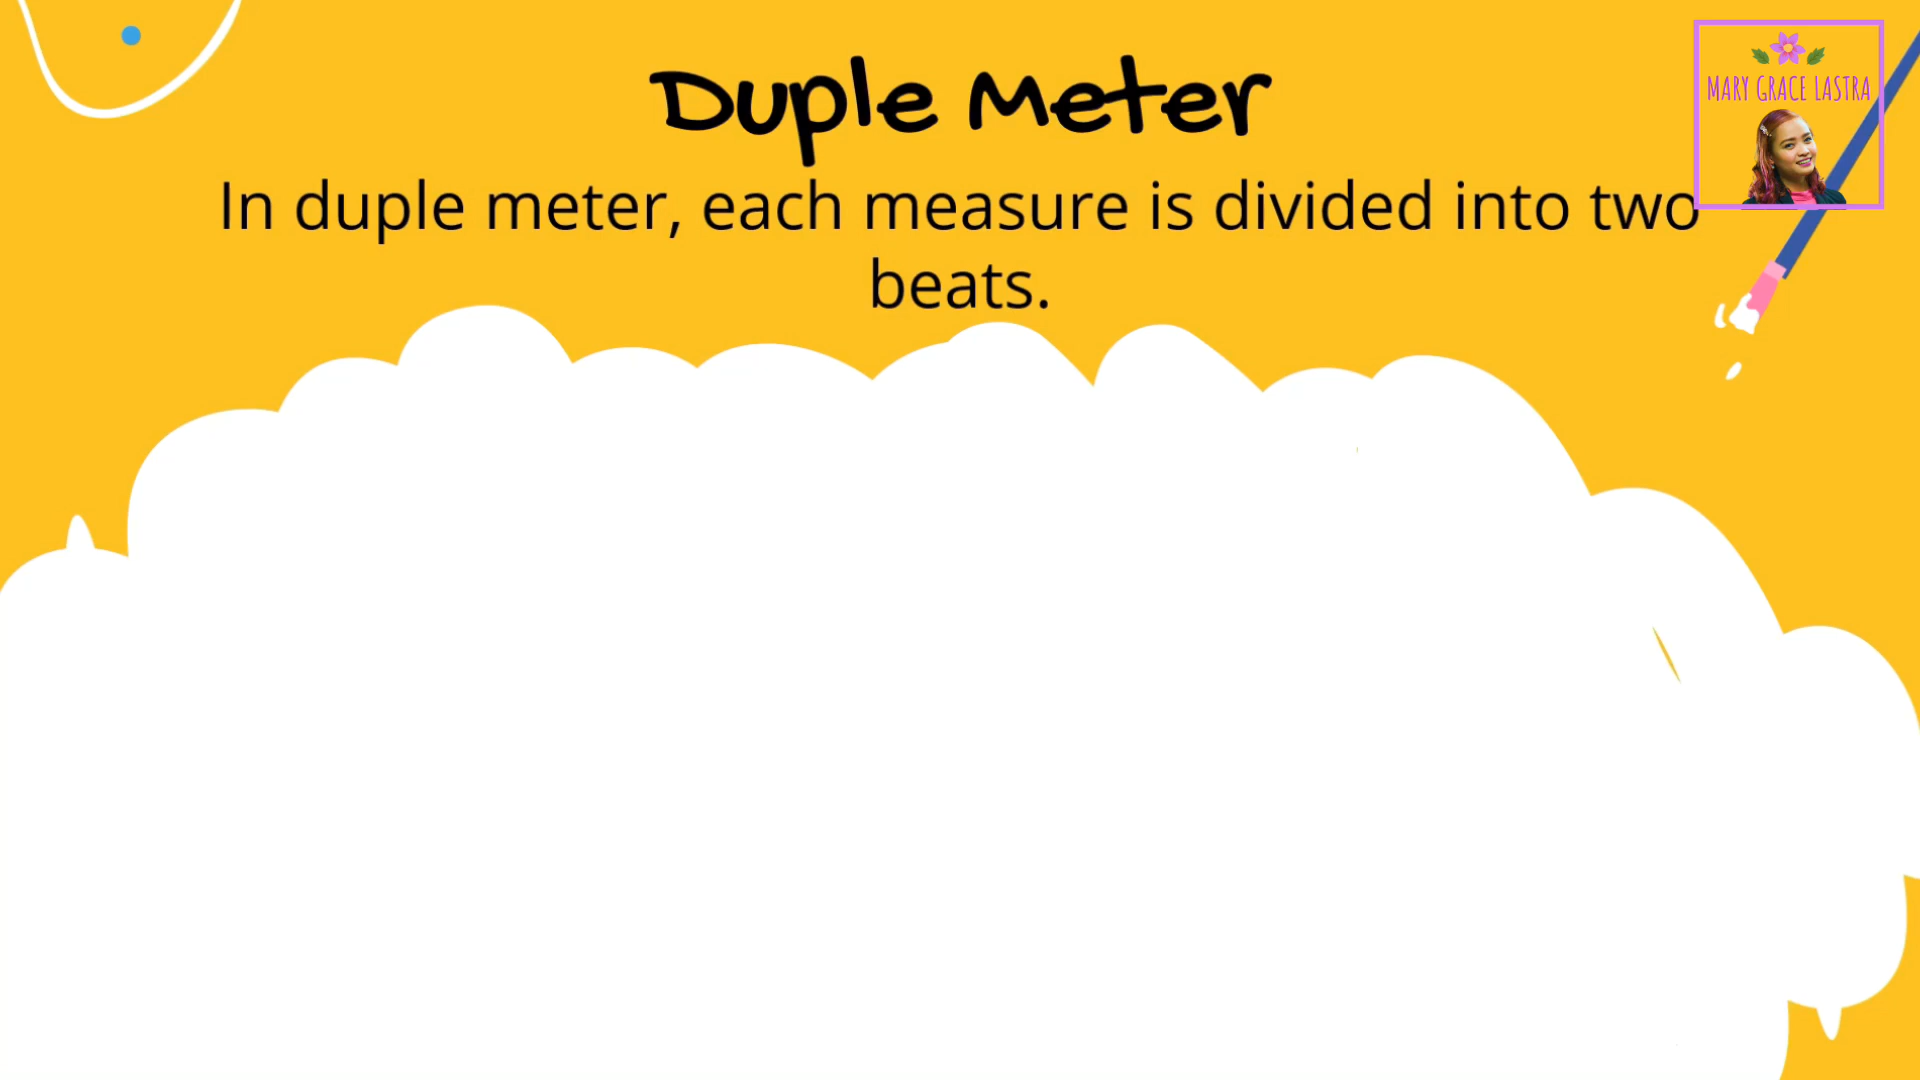 Duple Meter
MARY GRACE LASTRA
In duple meter, each measure is divided into two
beats.